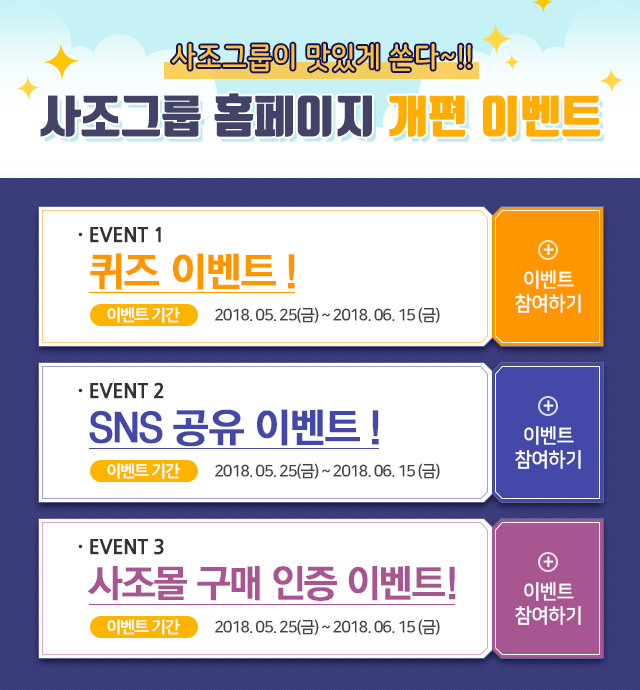 사조그룹이 맛있게 쏜다~!!
사조그룹 홈페이지 개편 이벤트
· EVENT 1
퀴즈 이벤트 !
이벤트 기간 2018. 05. 25(금) ~ 2018. 06. 15 (금)
이벤트
참여하기
· EVENT 2
SNS 공유 이벤트 !
이벤트 기간 2018. 05. 25(금) ~ 2018. 06. 15 (금)
이벤트
참여하기
· EVENT 3
사조몰 구매 인증 이벤트!
이벤트 기간 2018. 05. 25(금) ~ 2018. 06. 15 (금)
이벤트
참여하기